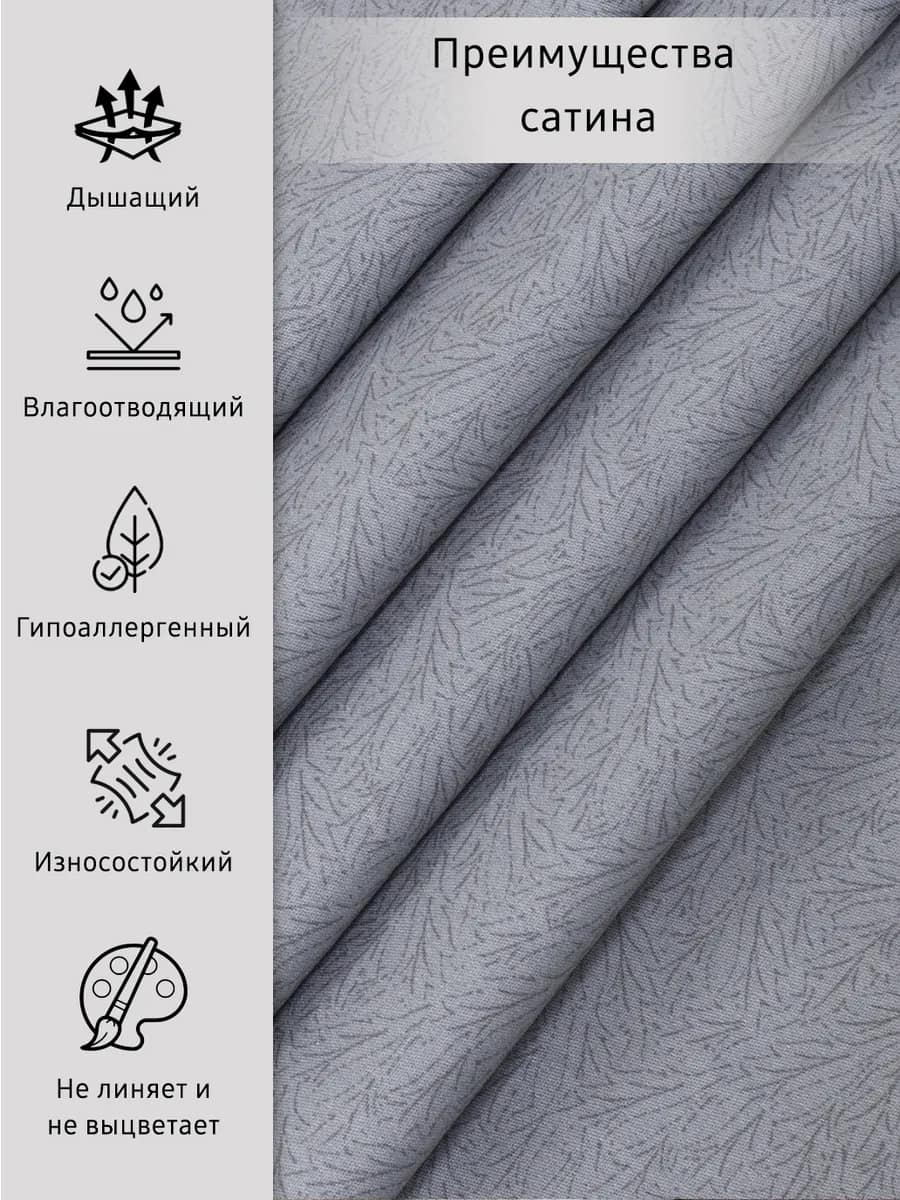 Преимущества
сатина
Дышащий
Влагоотводящий
Гипоаллергенный
Износостойкий
Не линяет и
не выцветает